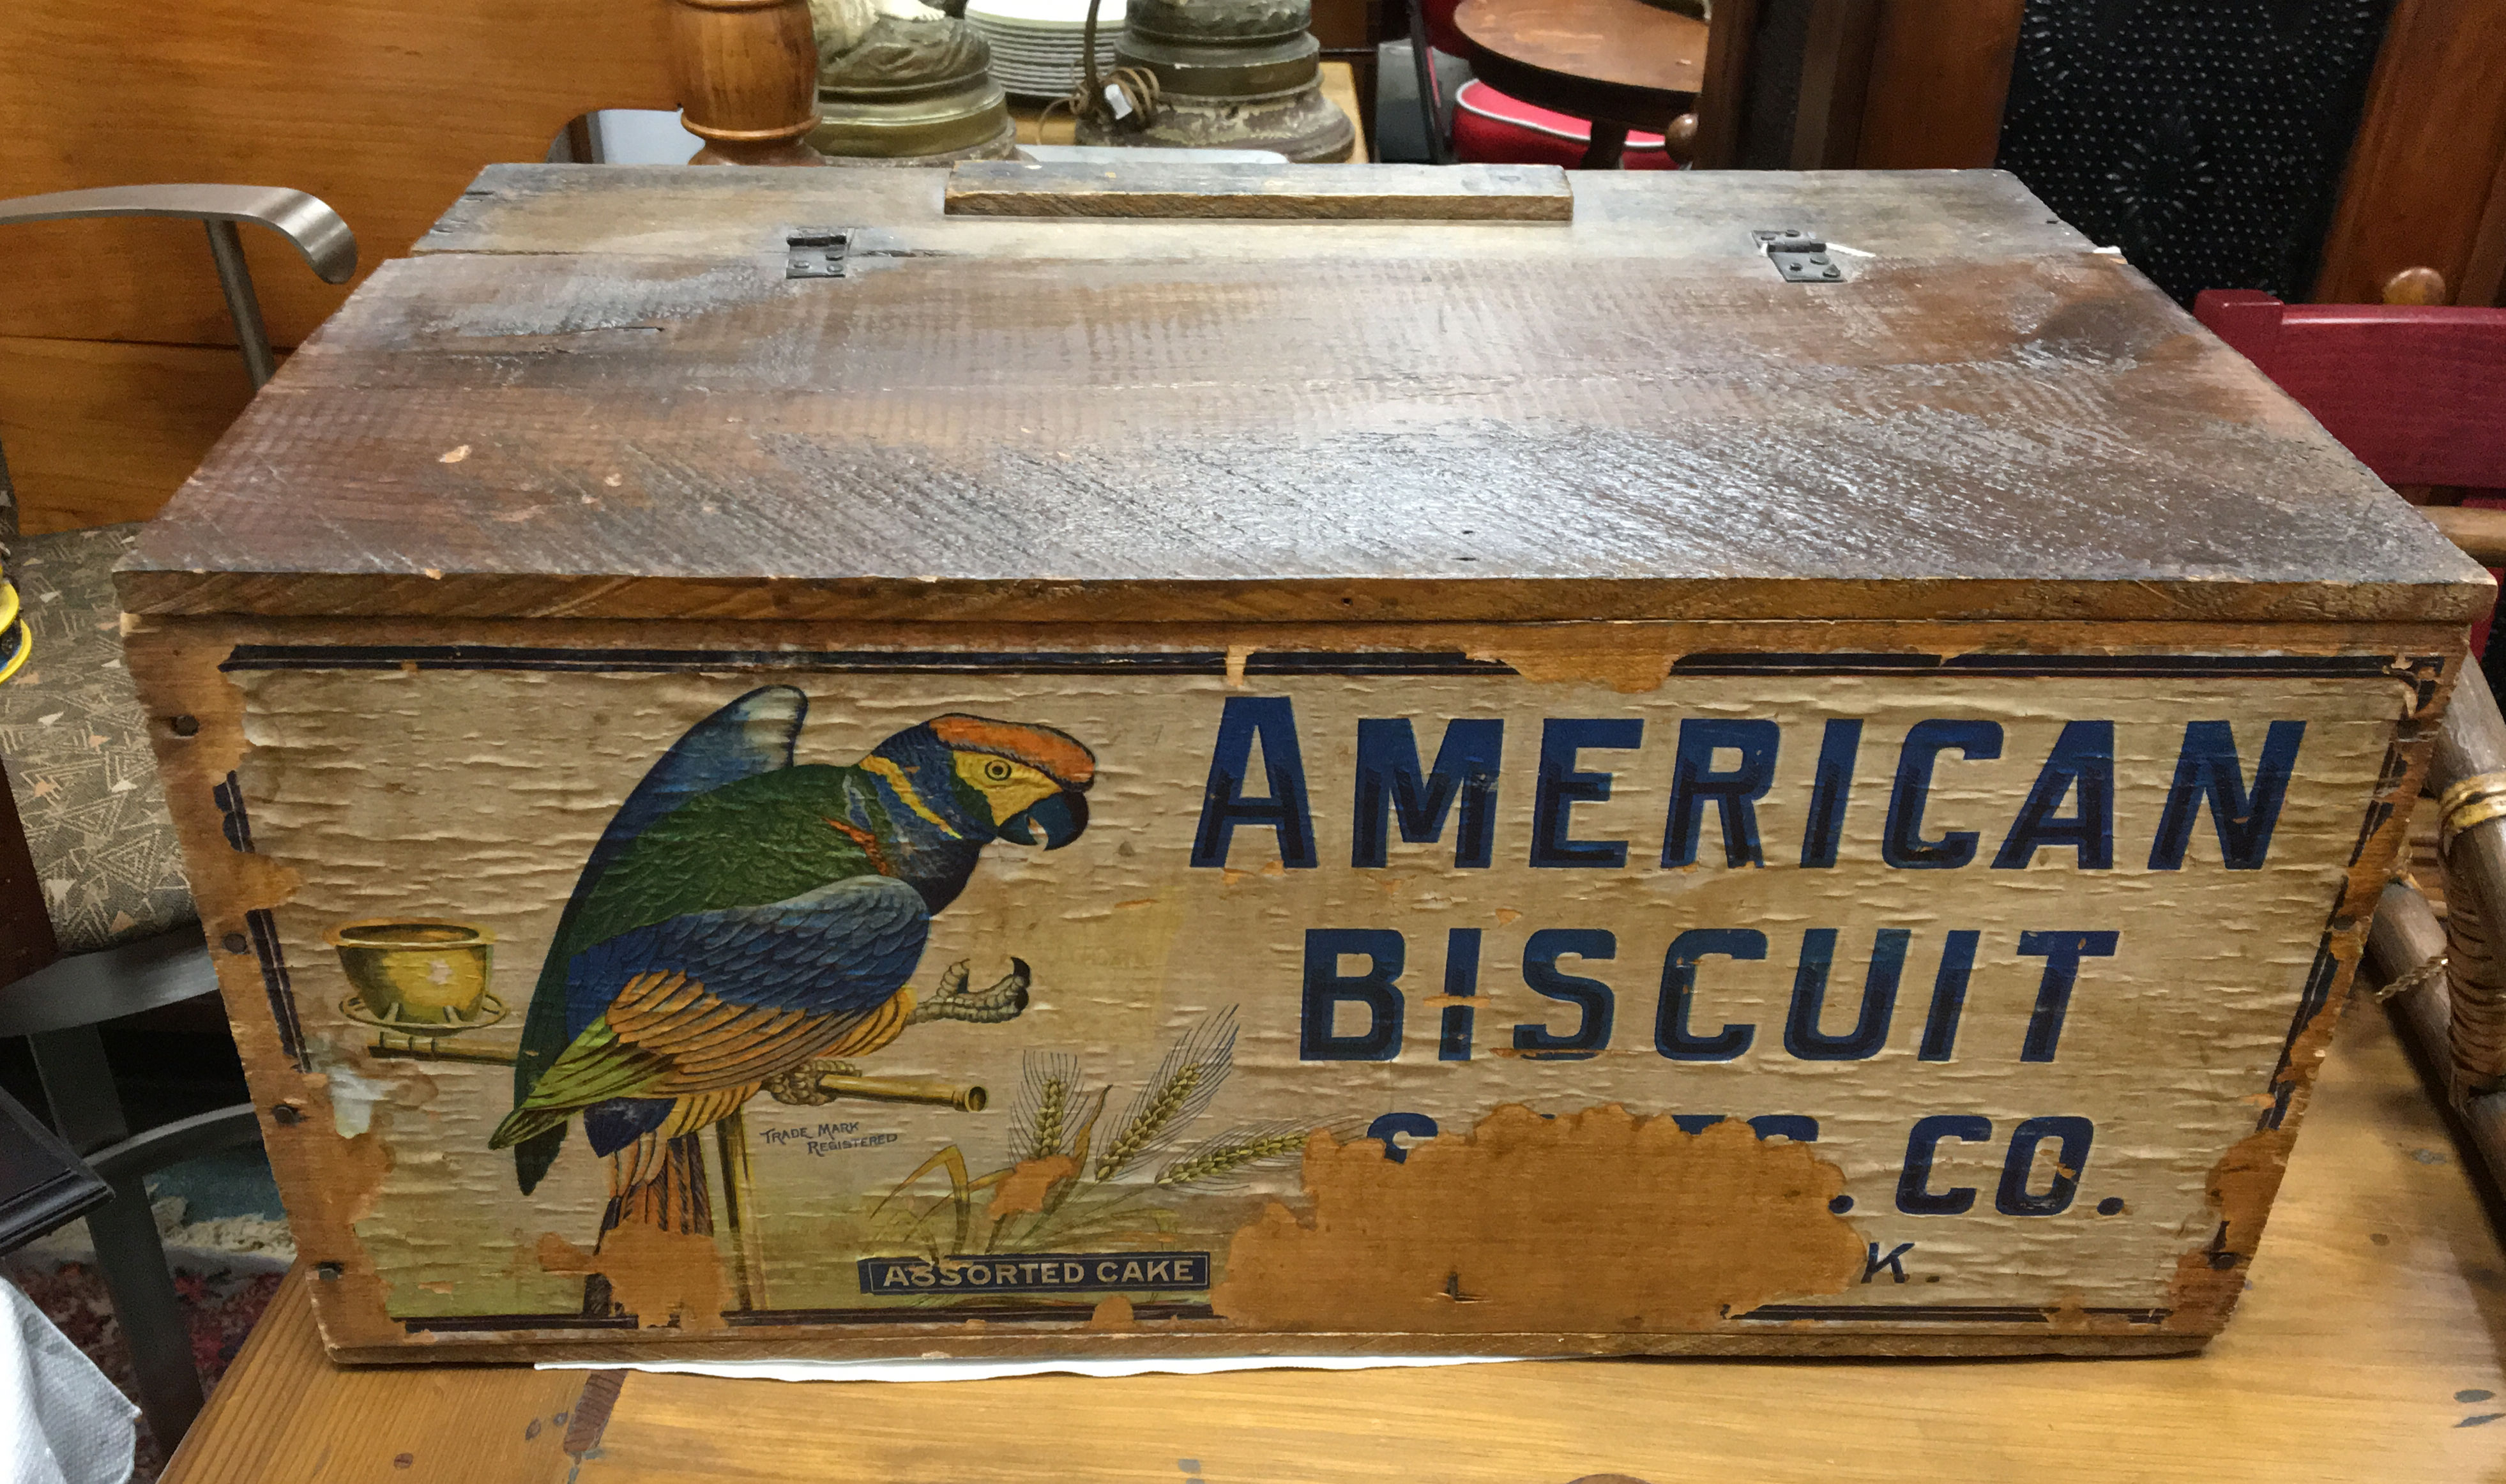 AMERICAN
BISCUIT
CO.
K.
TRADE MARK
REGISTERED
ASSORTED CAKE